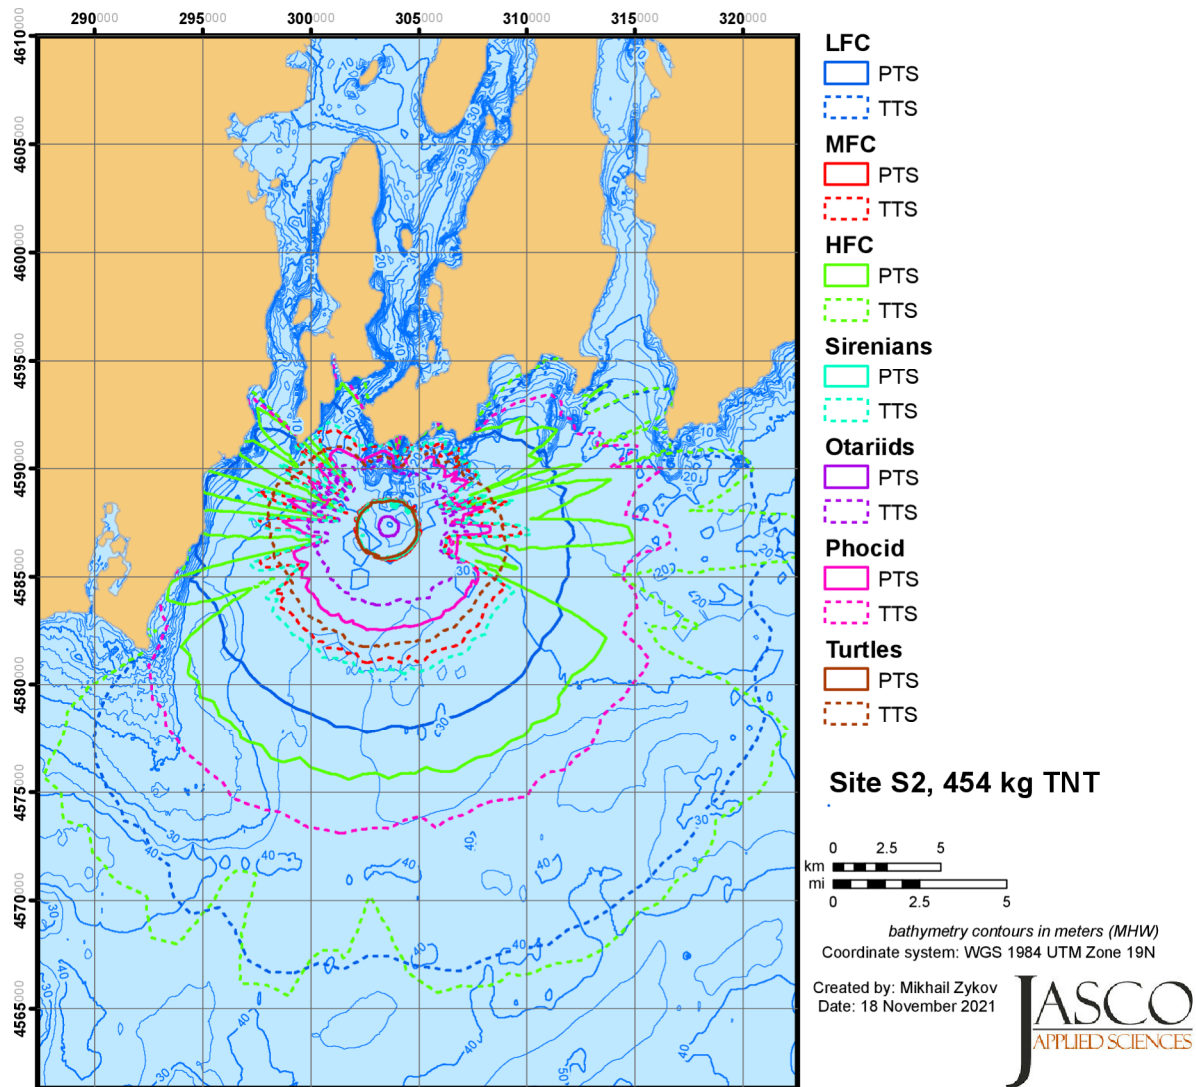 290000 295000 300000 305000 310000 315000 320000
4610000
4605000
4600000
4595000
4590000
4585000
4580000
4575000
4570000
4565000
LFC
PTS
TTS
MFC
PTS
TTS
HFC
PTS
TTS
Sirenians
PTS
TTS
Otariids
PTS
TTS
Phocid
PTS
TTS
Turtles
PTS
TTS
Site S2, 454 kg TNT
0 2.5 5
km
mi
0 2.5 5
bathymetry contours in meters (MHW)
Coordinate system: WGS 1984 UTM Zone 19N
Created by: Mikhail Zykov
Date: 18 November 2021
JASCO
APPLIED SCIENCES